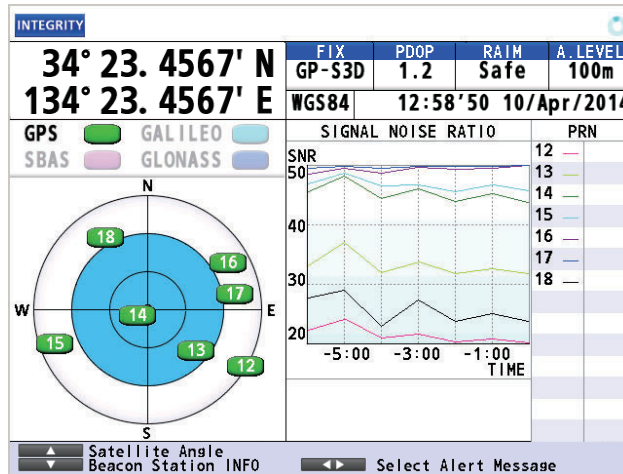 INTEGRITY
34° 23. 4567' N
134° 23. 4567' E
FIX PDOP RAIM A.LEVEL
GP-S3D 1.2 Safe 100m
WGS84 12:58'50 10/Apr/2014
GPS GALILEO
SBAS GLONASS
SIGNAL NOISE RATIO
PRN
SNR
50
40
30
20
-5:00 -3:00 -1:00
TIME
12
13
14
15
16
17
18
N
18
16
17
W
E
14
15
13
12
S
Satellite Angle
Beacon Station INFO
Select Alert Message